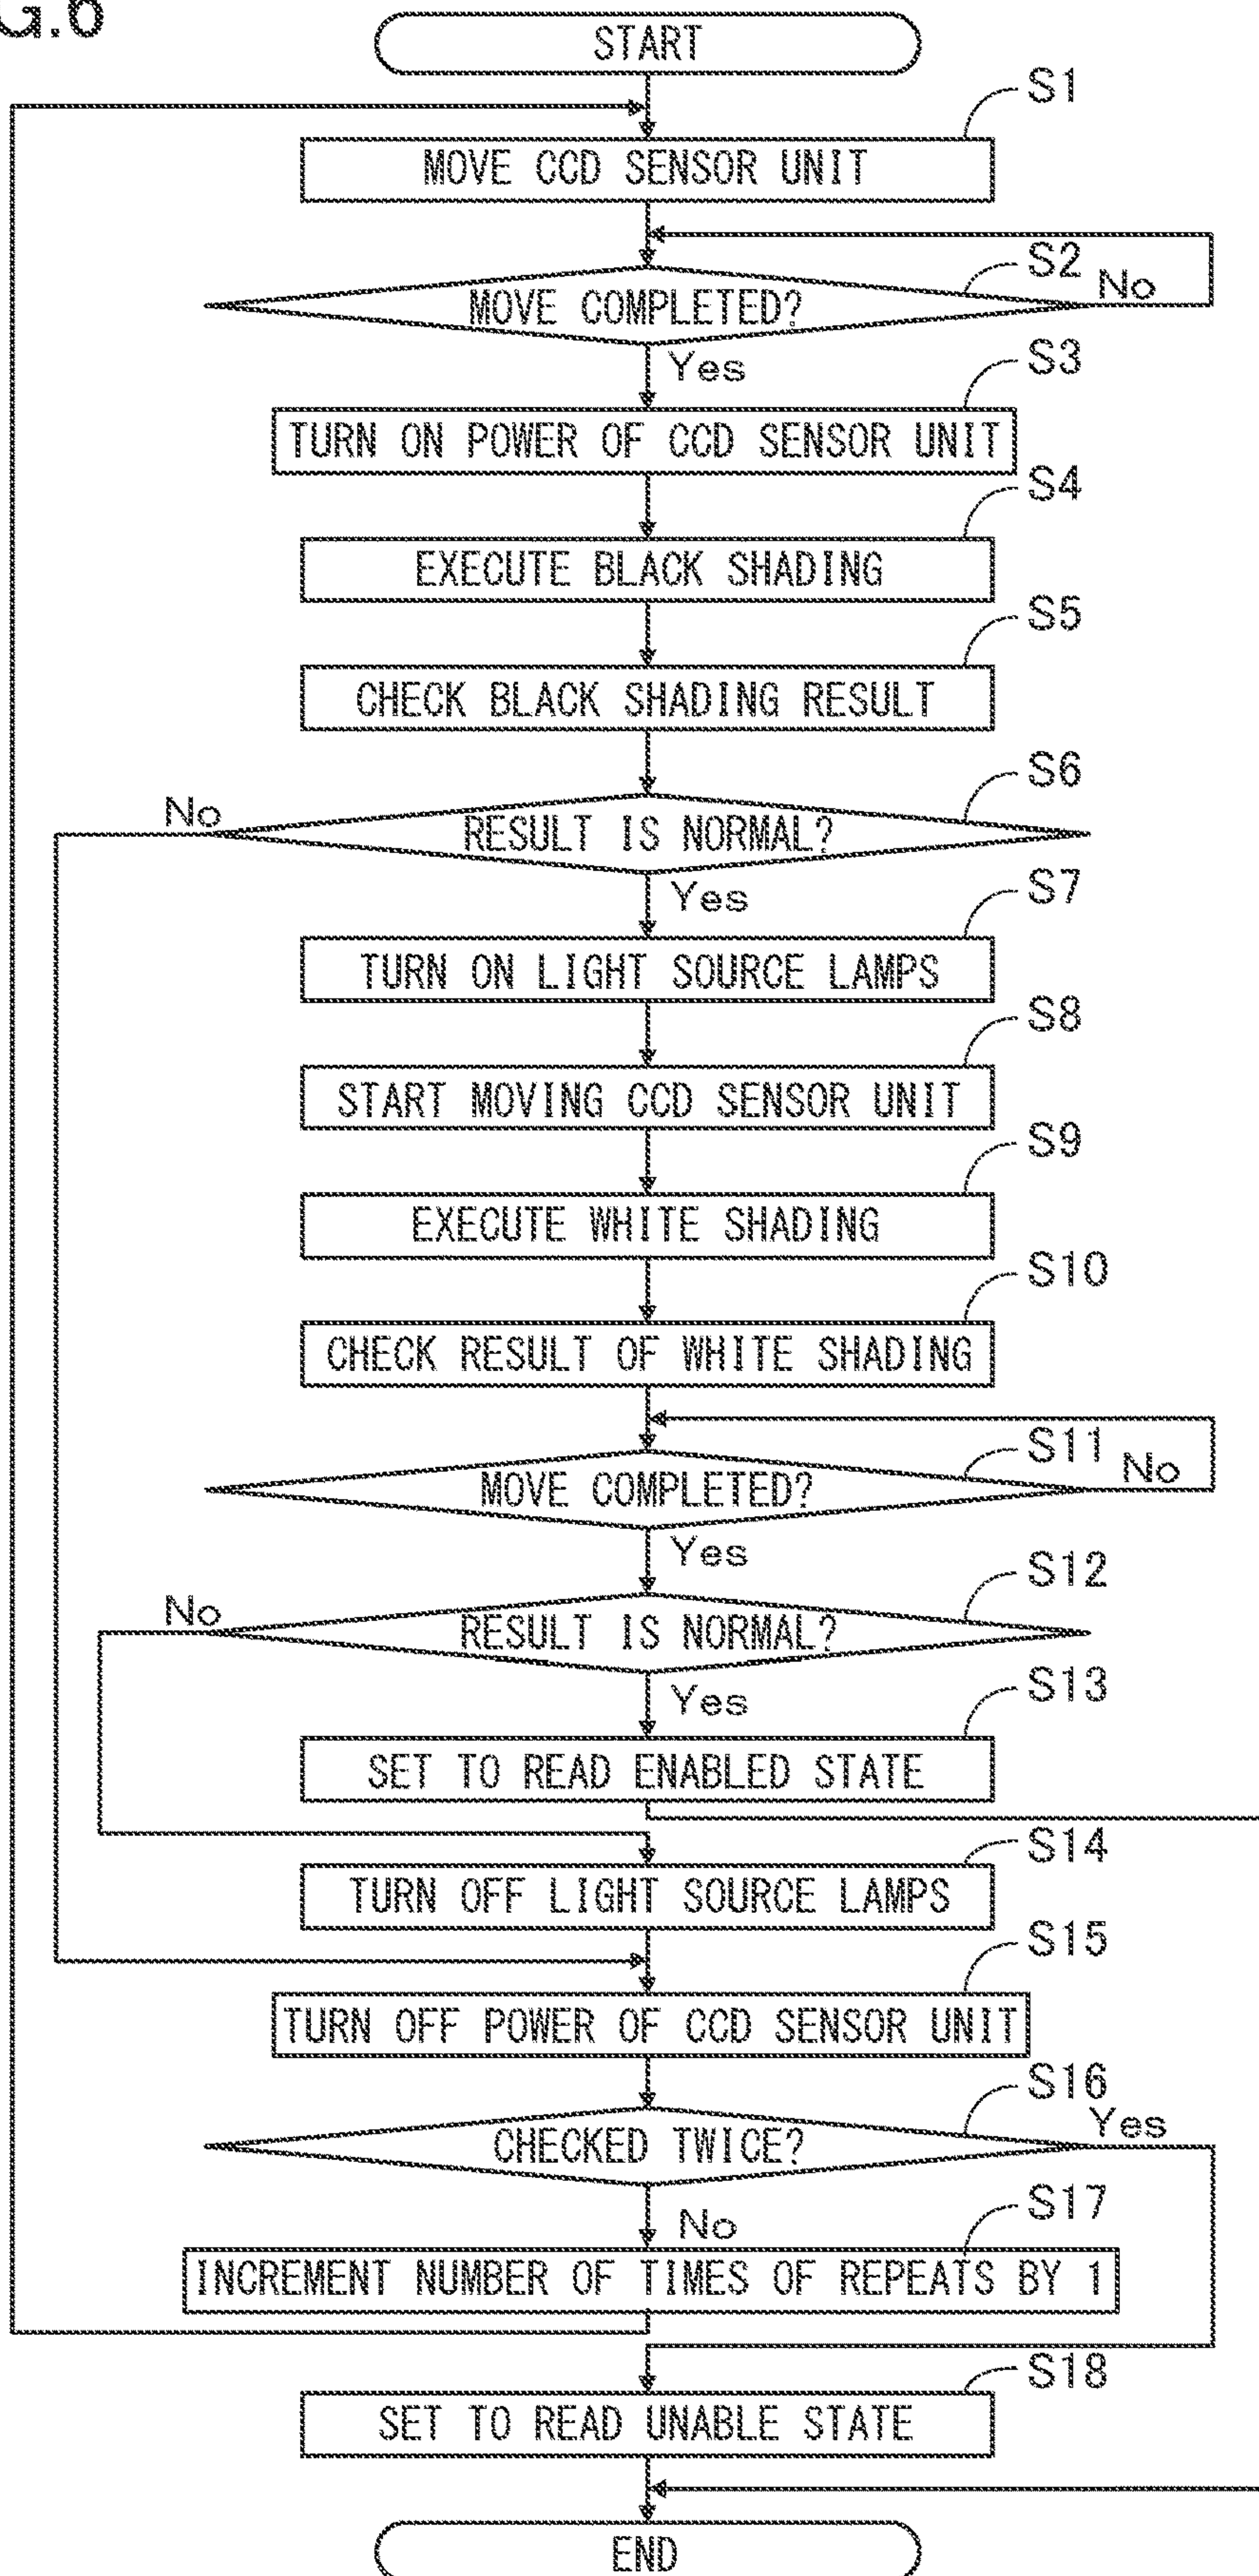 G.6
START
S1
MOVE CCD SENSOR UNIT
S2
No
MOVE COMPLETED?
Yes
S3
TURN ON POWER OF CCD SENSOR UNIT
S4
EXECUTE BLACK SHADING
S5
CHECK BLACK SHADING RESULT
S6
No
RESULT IS NORMAL?
Yes
S7
TURN ON LIGHT SOURCE LAMPS
S8
START MOVING CCD SENSOR UNIT
S9
EXECUTE WHITE SHADING
S10
CHECK RESULT OF WHITE SHADING
S11
No
MOVE COMPLETED?
Yes
S12
No
RESULT IS NORMAL?
Yes
S13
SET TO READ ENABLED STATE
S14
TURN OFF LIGHT SOURCE LAMPS
S15
TURN OFF POWER OF CCD SENSOR UNIT
S16
Yes
CHECKED TWICE?
No
S17
INCREMENT NUMBER OF TIMES OF REPEATS BY 1
S18
SET TO READ UNABLE STATE
END